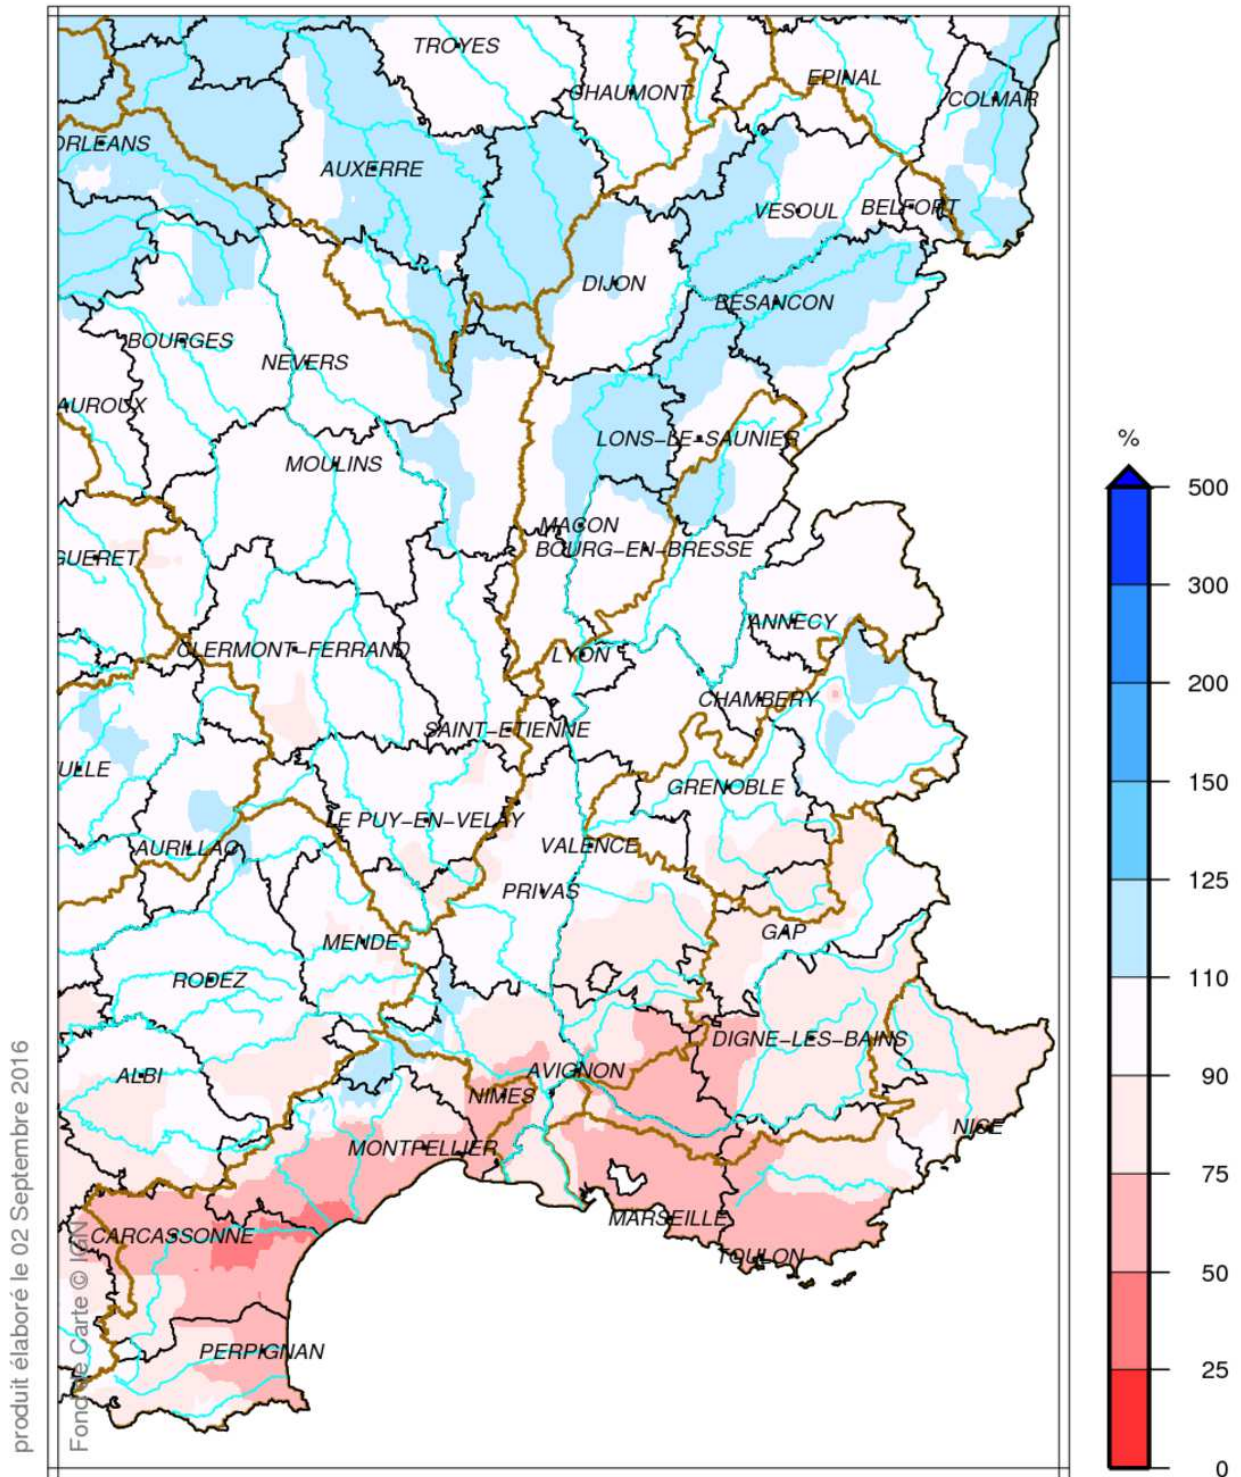 TROYES
EPINAL
CHAUMONT
COLMAR
ORLEANS
AUXERRE
VESOUL
BELFORT
DIJON
BESANCON
BOURGES
NEVERS
AUROUX
LONS-LE-SAUNIER
%
MOULINS
500
MACON
BOURG-EN-BRESSE
GUERET
300
ANNECY
CLERMONT-FERRAND
LYON
200
CHAMBERY
SAINT-ETIENNE
ULLE
150
GRENOBLE
LE PUY-EN-VELAY
AURILLAC
VALENCE
125
PRIVAS
GAP
MENDE
RODEZ
110
DIGNE-LES-BAINS
AVIGNON
ALBI
90
NIMES
NICE
MONTPELLIER
75
MARSEILLE
CARCASSONNE
TOULON
50
PERPIGNAN
25
0
produit élaboré le 02 Septembre 2016
Fond de Carte © IGN